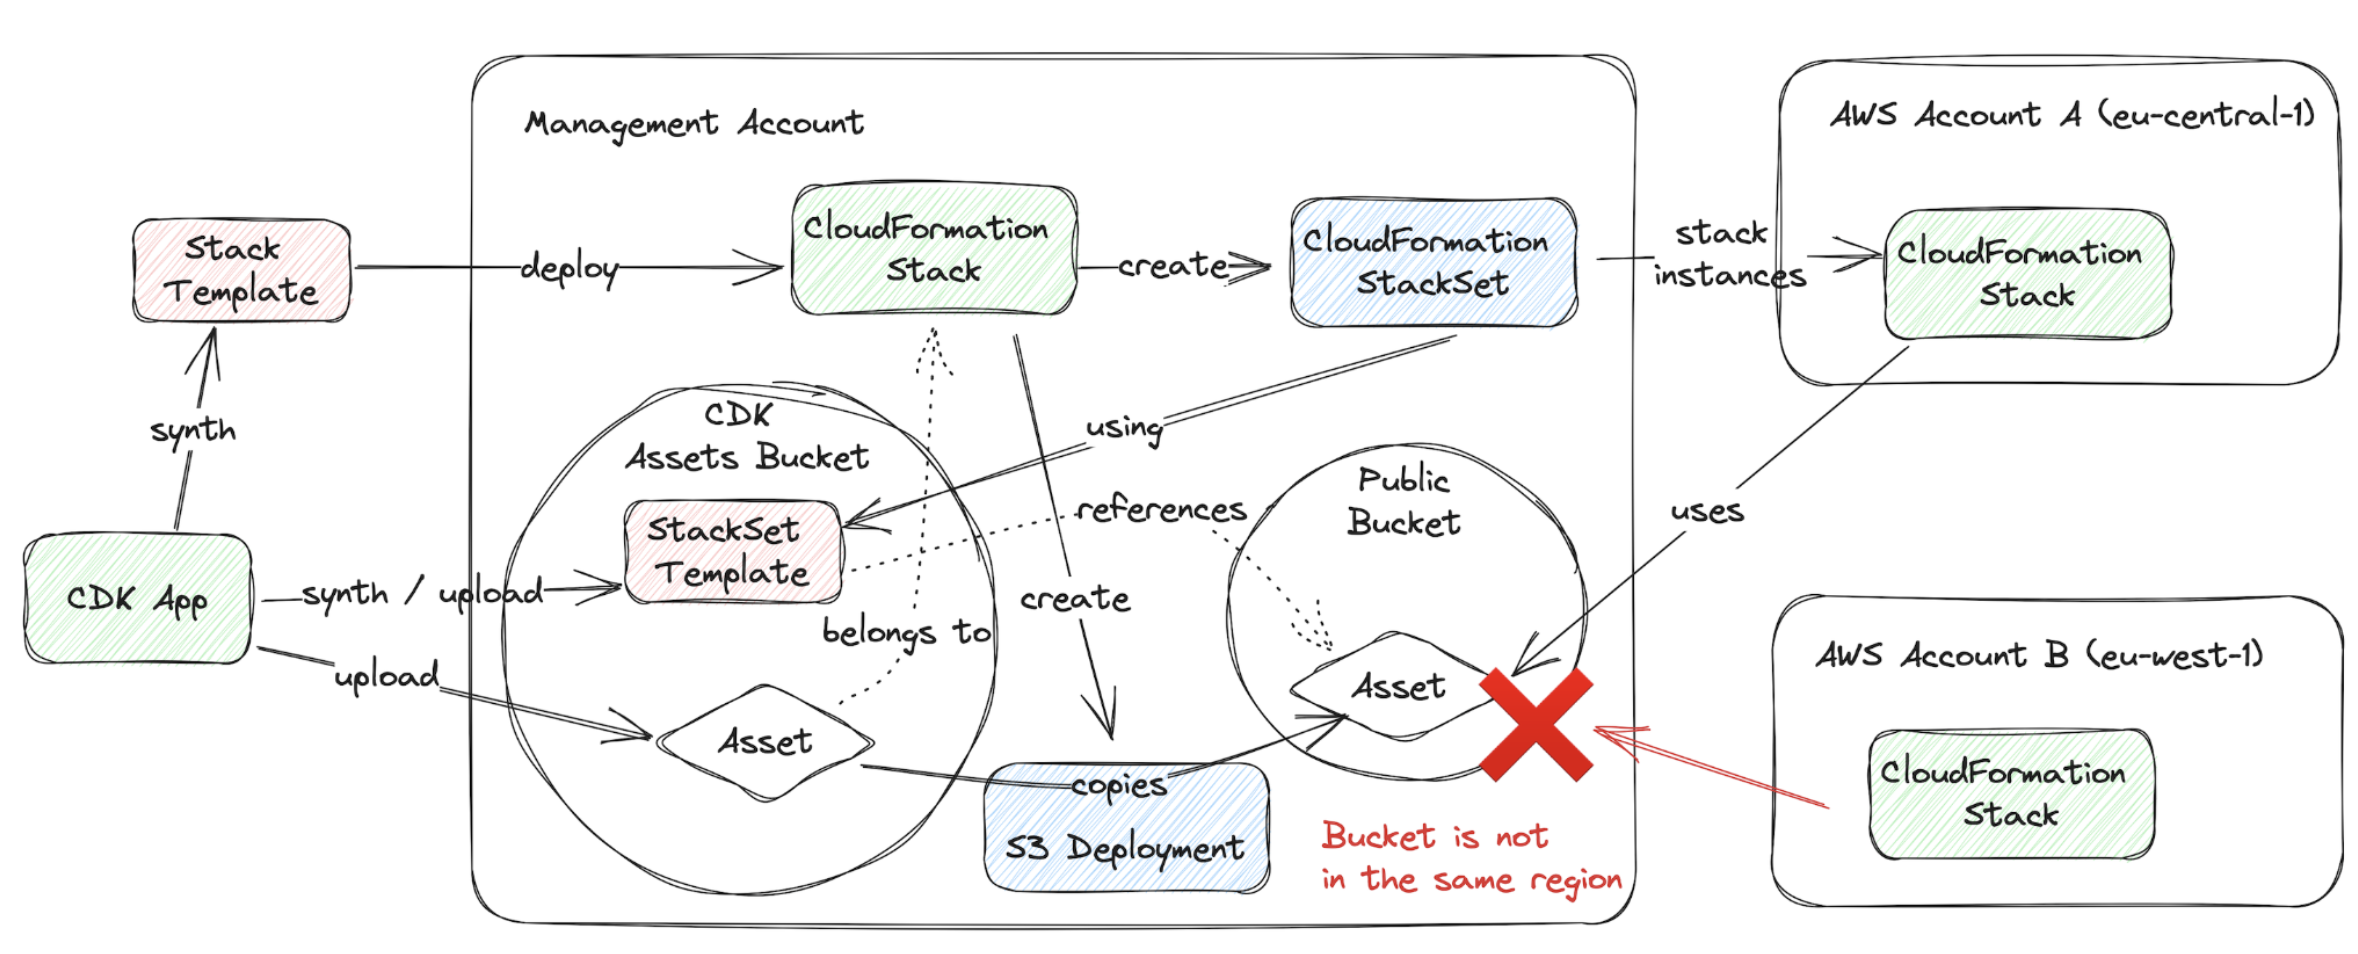 Management Account
AWS Account A (eu-central-1)
Stack
Template
deploy
CloudFormation
Stack
create
CloudFormation
StackSet
stack
instances
CloudFormation
Stack
synth
CDK
Assets Bucket
using
Public
Bucket
references
uses
StackSet
Template
CDK App
synth / upload
belongs to
create
upload
Asset
Asset
AWS Account B (eu-west-1)
copies
S3 Deployment
Bucket is not
in the same region
CloudFormation
Stack